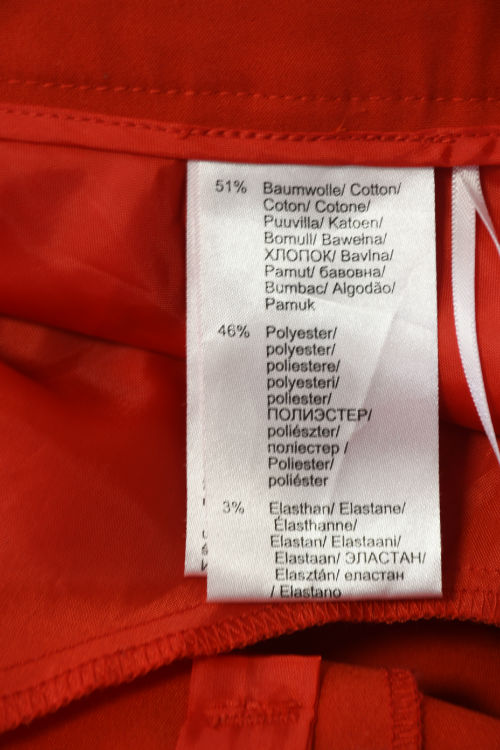 51% Baumwolle/ Cotton/
Coton/ Cotone/
Puuvilla/ Katoen/
Bomull/ Bawełna/
ХЛОПОК/ Bavlna/
Pamut/ бавовна/
Bumbac/ Algodão/
Pamuk
46% Polyester/
polyester/
poliestere/
polyesteri/
poliester/
ПОЛИЭСТЕР/
poliészter/
поліестер /
Poliester/
poliéster
3% Elasthan/ Elastane/
Élasthanne/
Elastan/ Elastaani/
Elastaan/ ЭЛАСТАН/
Elasztán/ еластан
/ Elastano